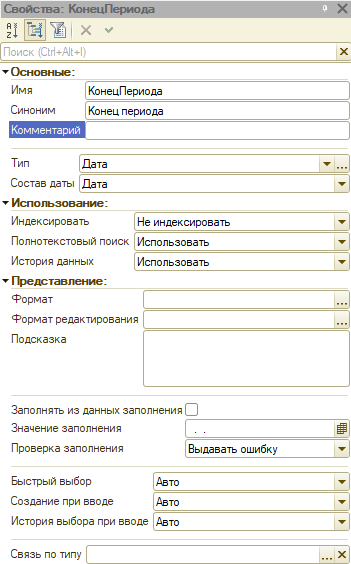 Свойства: КонецПериода
Поиск (Ctrl+Alt+I)
Основные:
Имя КонецПериода
Синоним Конец периода
Комментарий
Тип Дата
Состав даты Дата
Использование:
Индексировать Не индексировать
Полнотекстовый поиск Использовать
История данных Использовать
Представление:
Формат
Формат редактирования
Подсказка
Заполнять из данных заполнения
Значение заполнения . .
Проверка заполнения Выдавать ошибку
Быстрый выбор Авто
Создание при вводе Авто
История выбора при вводе Авто
Связь по типу